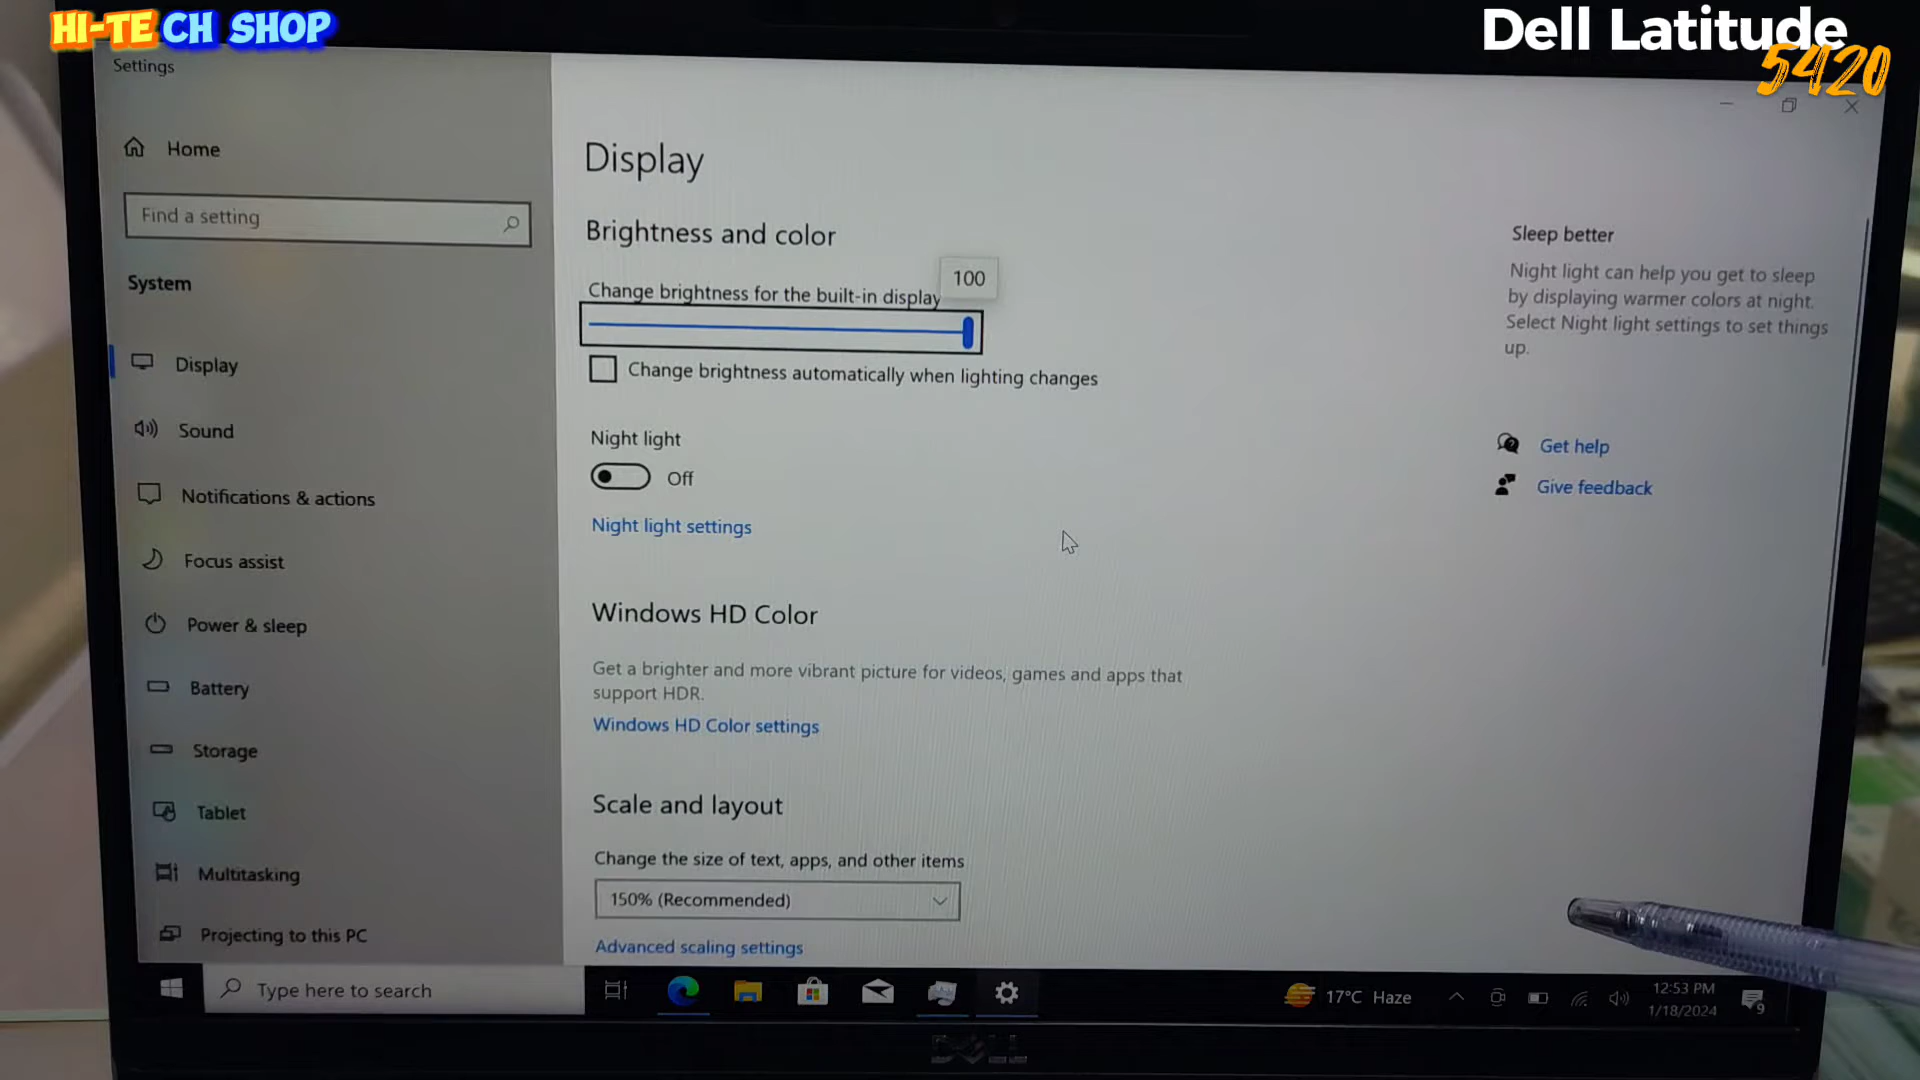 HI-TECH SHOP
Dell Latitude
5420
Settings
Home
Find a setting
System
Display
Sound
Notifications & actions
Focus assist
Power & sleep
Battery
Storage
Tablet
Multitasking
Projecting to this PC
Display
Brightness and color
100
Change brightness for the built-in display
Change brightness automatically when lighting changes
Night light
Off
Night light settings
Windows HD Color
Get a brighter and more vibrant picture for videos, games and apps that
support HDR.
Windows HD Color settings
Scale and layout
Change the size of text, apps, and other items
150% (Recommended)
Advanced scaling settings
Sleep better
Night light can help you get to sleep
by displaying warmer colors at night.
Select Night light settings to set things
up.
Get help
Give feedback
Type here to search
17°C Haze
12:53 PM
1/18/2024
9
DELL